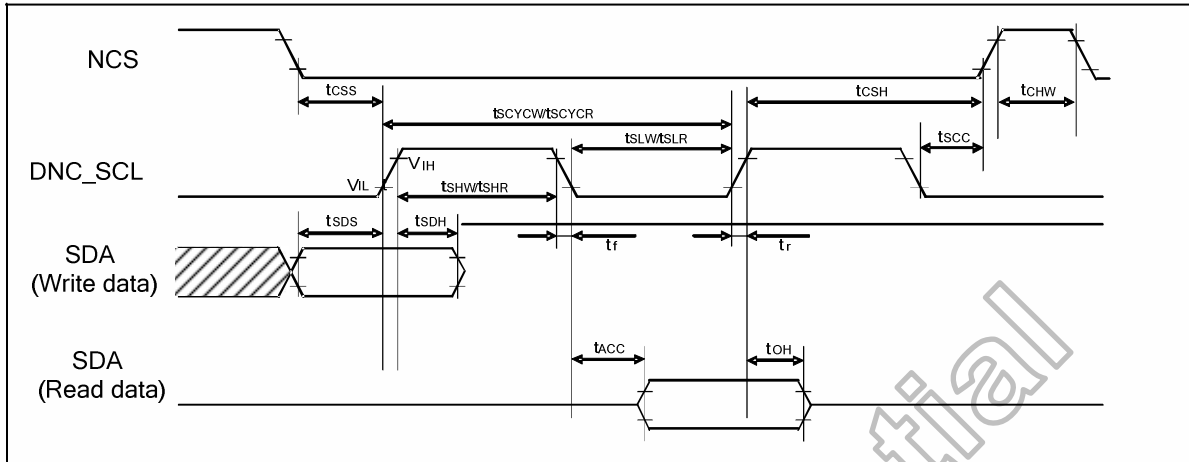 NCS
tCSS
tCSH
tCHW
tSCYCW/tSCYCR
tSLW/tSLR
tSCC
DNC_SCL
VIL
VIH
tSHW/tSHR
tSDS
tSDH
tf
tr
SDA
(Write data)
tACC
tOH
SDA
(Read data)